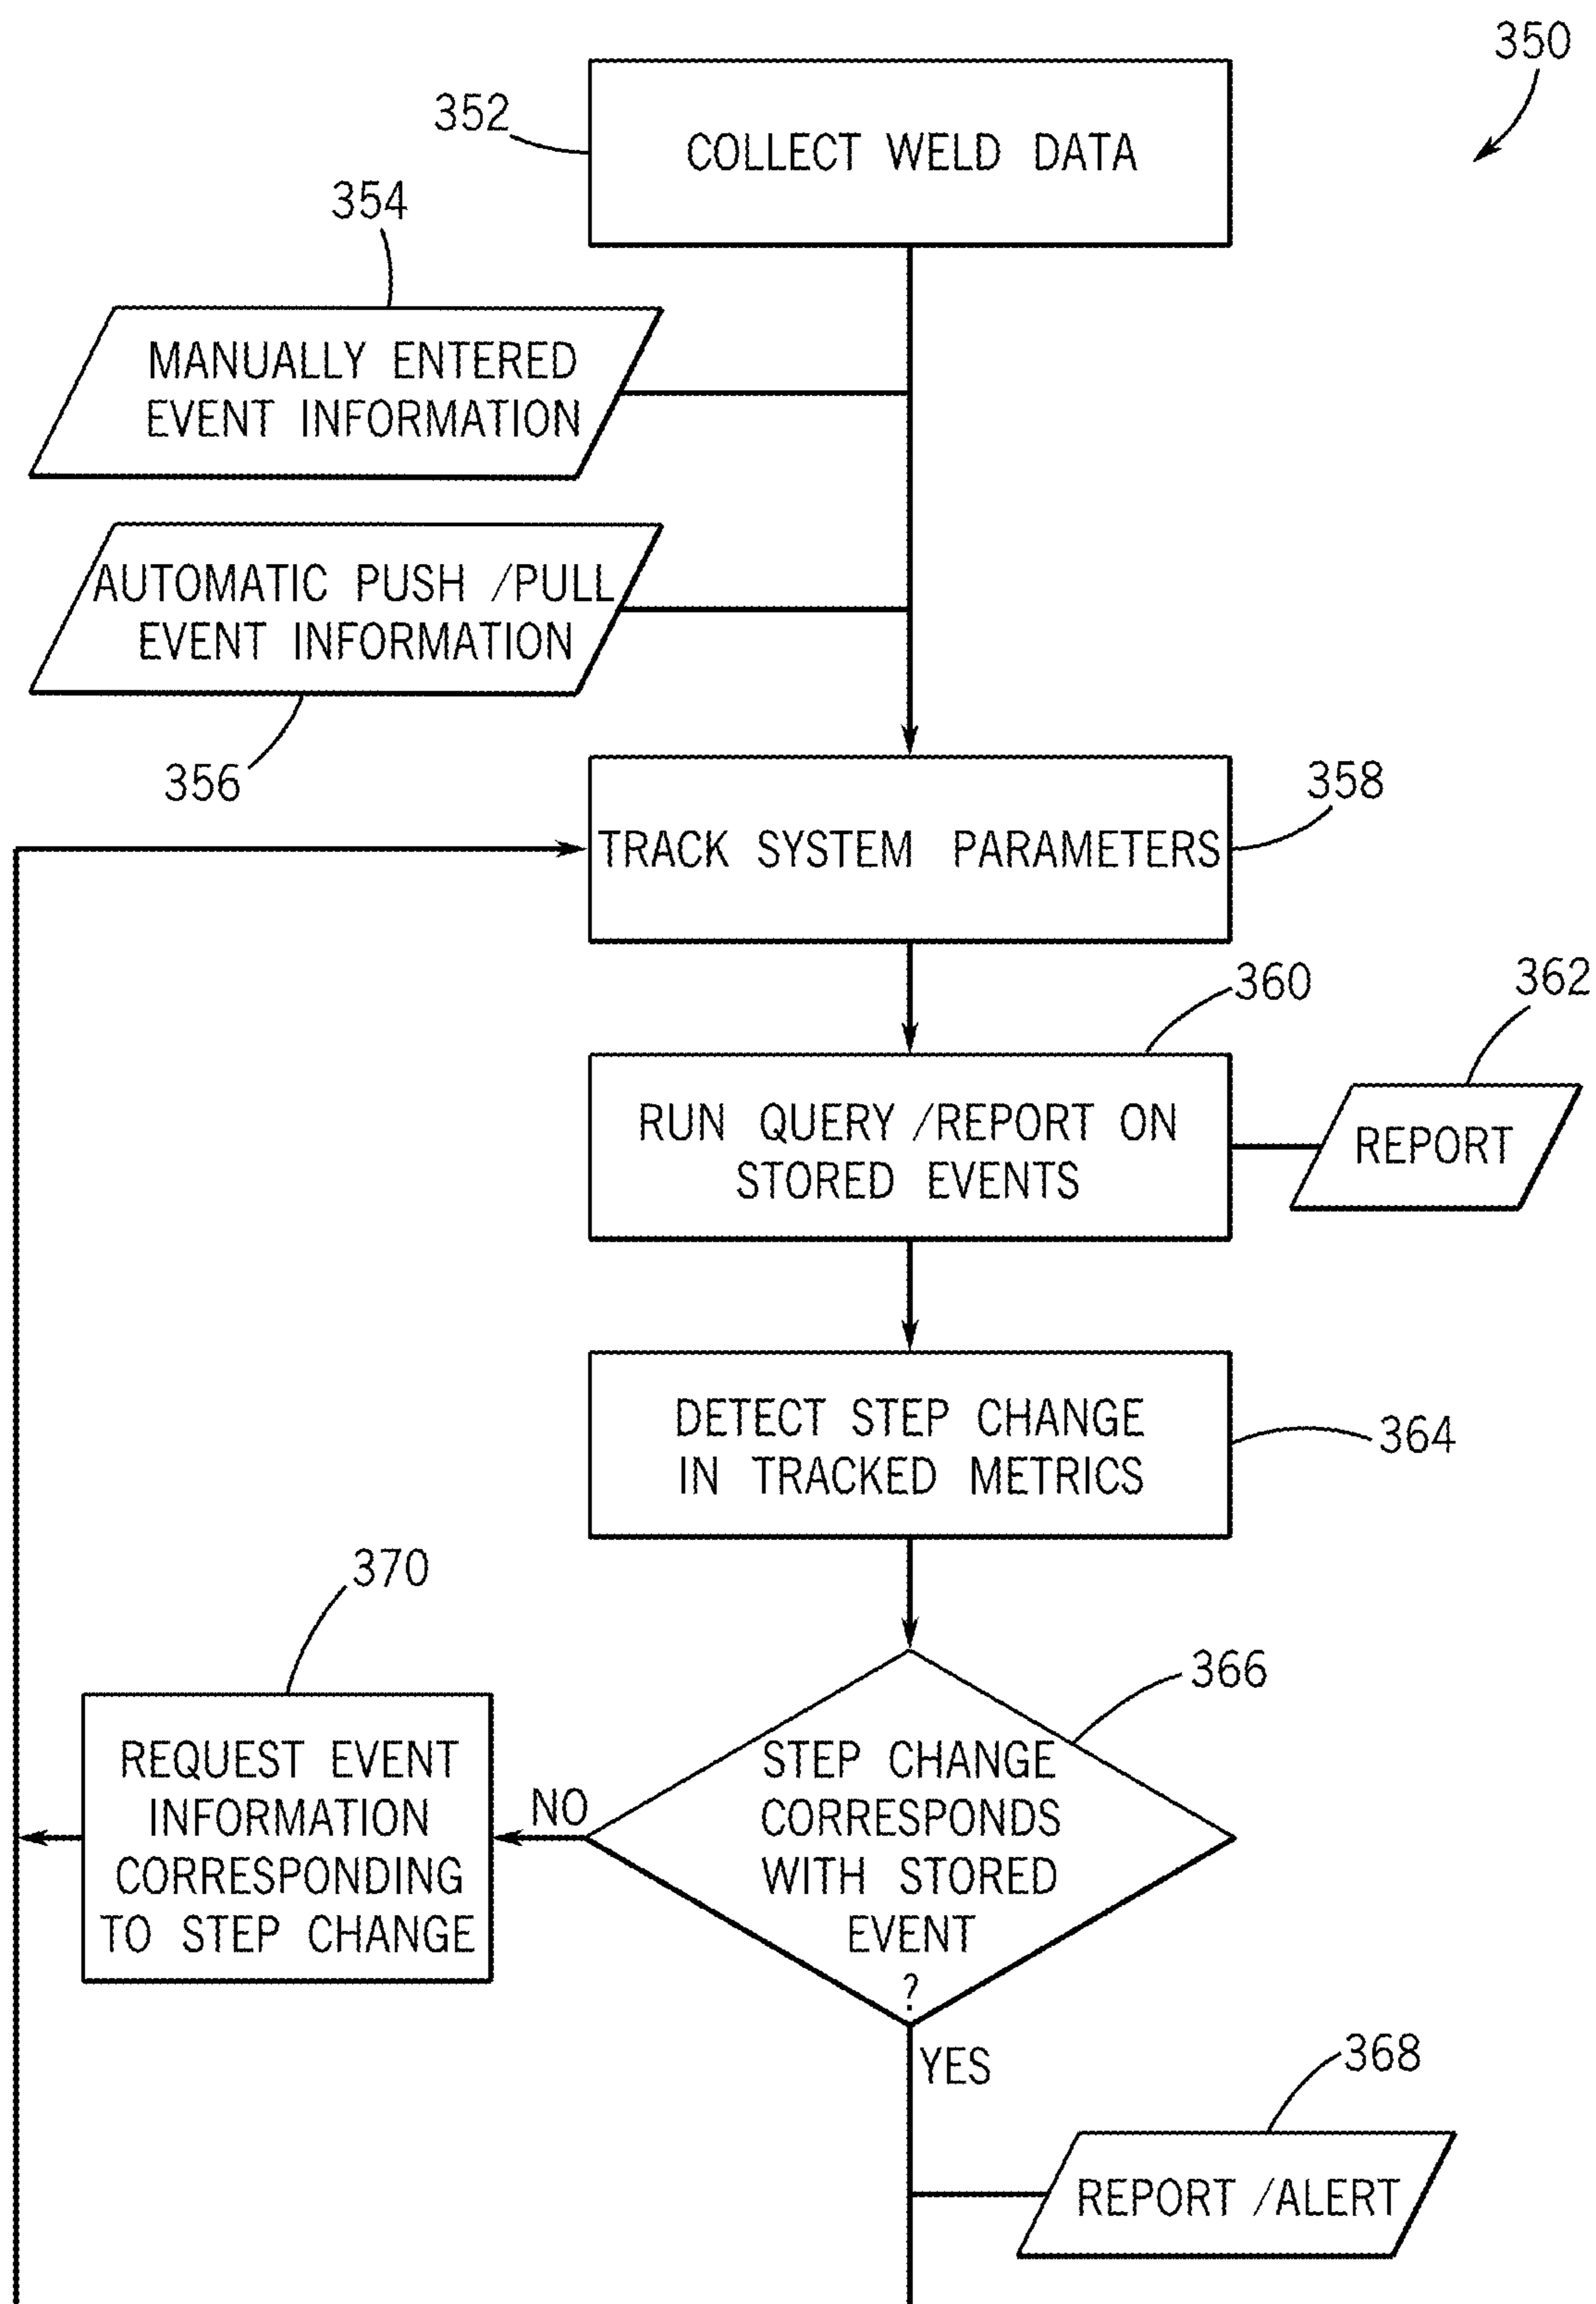 350
352
COLLECT WELD DATA
354
MANUALLY ENTERED
EVENT INFORMATION
AUTOMATIC PUSH /PULL
EVENT INFORMATION
356
358
TRACK SYSTEM PARAMETERS
360
362
RUN QUERY /REPORT ON
STORED EVENTS
REPORT
DETECT STEP CHANGE
IN TRACKED METRICS
364
370
366
REQUEST EVENT
INFORMATION
CORRESPONDING
TO STEP CHANGE
NO
STEP CHANGE
CORRESPONDS
WITH STORED
EVENT
?
YES
368
REPORT /ALERT